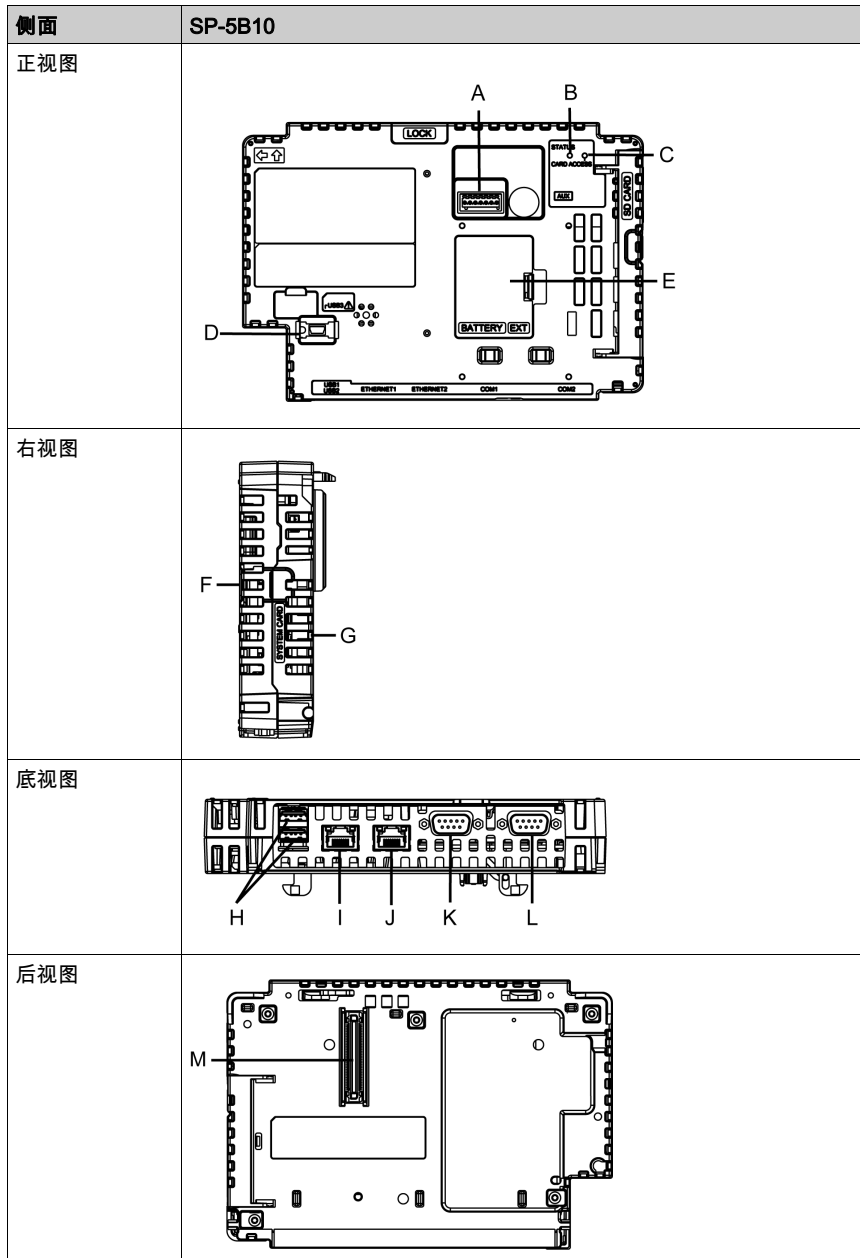 侧面 SP-5B10
正视图
A B
LOCK
STATUS
C
CARD ACCESS
SD CARD
AUX
E
USB3
D
BATTERY EXT
USB1
USB2 ETHERNET1 ETHERNET2 COM1 COM2
右视图
F
SYSTEM CARD
G
底视图
H I J K L
后视图
M